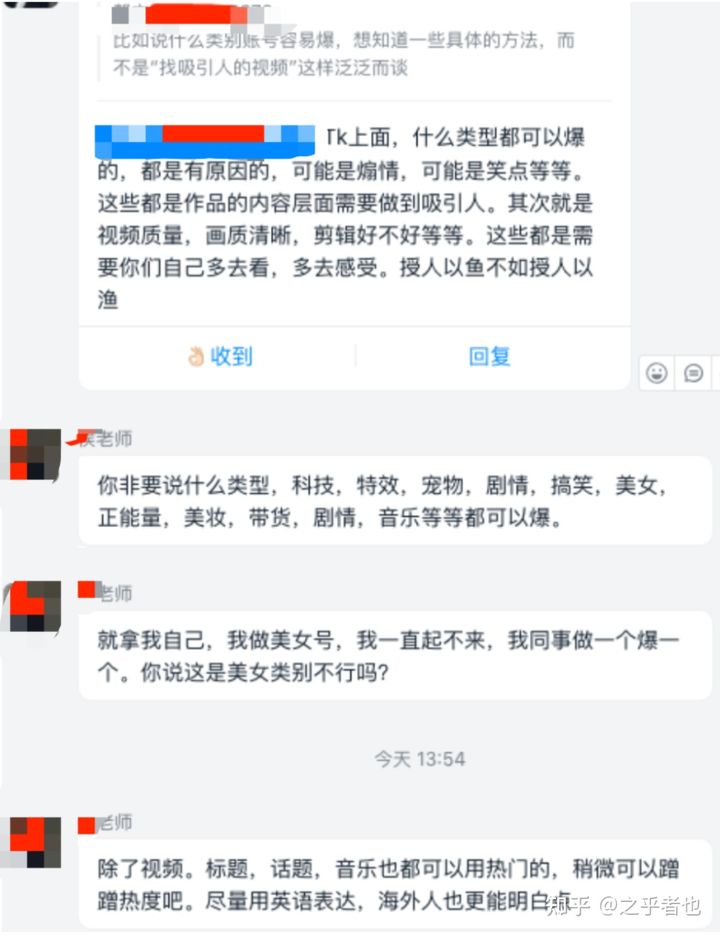 比如说什么类别账号容易爆，想知道一些具体的方法，而
不是“找吸引人的视频”这样泛泛而谈
Tk上面，什么类型都可以爆
的，都是有原因的，可能是煽情，可能是笑点等等。
这些都是作品的内容层面需要做到吸引人。其次就是
视频质量，画质清晰，剪辑好不好等等。这些都是需
要你们自己多去看，多去感受。授人以鱼不如授人以
渔
👌收到
回复
老师
你非要说什么类型，科技，特效，宠物，剧情，搞笑，美女，
正能量，美妆，带货，剧情，音乐等等都可以爆。
老师
就拿我自己，我做美女号，我一直起不来，我同事做一个爆一
个。你说这是美女类别不行吗?
今天 13:54
老师
除了视频。标题，话题，音乐也都可以用热门的，稍微可以蹭
蹭热度吧。尽量用英语表达，海外人也更能明白点
知乎 @之乎者也